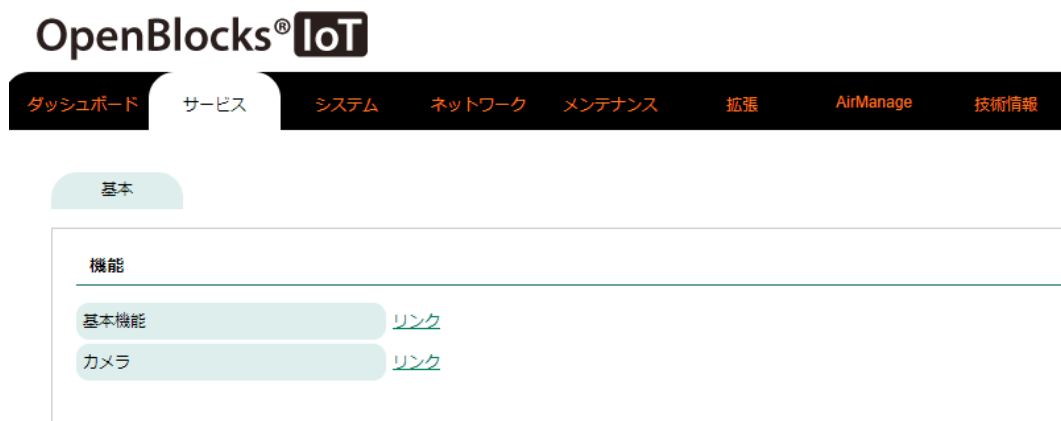 OpenBlocks® IoT
ダッシュボード サービス システム ネットワーク メンテナンス 拡張 AirManage 技術情報
基本
機能
基本機能 リンク
カメラ リンク